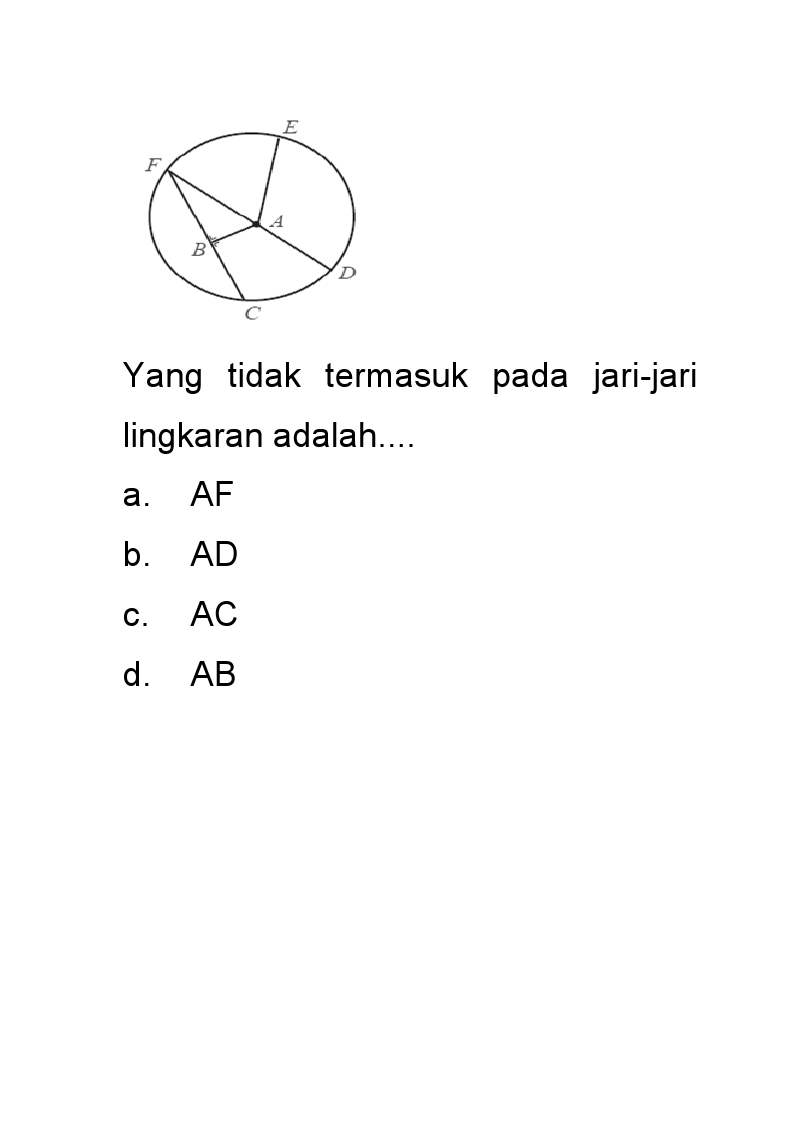 E
F
A
B
D
C
Yang tidak termasuk pada jari-jari
lingkaran adalah....
a. AF
b. AD
c. AC
d. AB